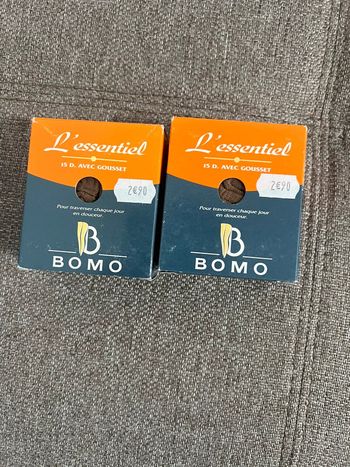 L'essentiel
15 D. AVEC GOUSSET
2€90
Pour traverser chaque jour
en douceur.
B
BOMO
L'essentiel
15 D. AVEC GOUSSET
2€90
Pour traverser chaque jour
en douceur.
B
BOMO